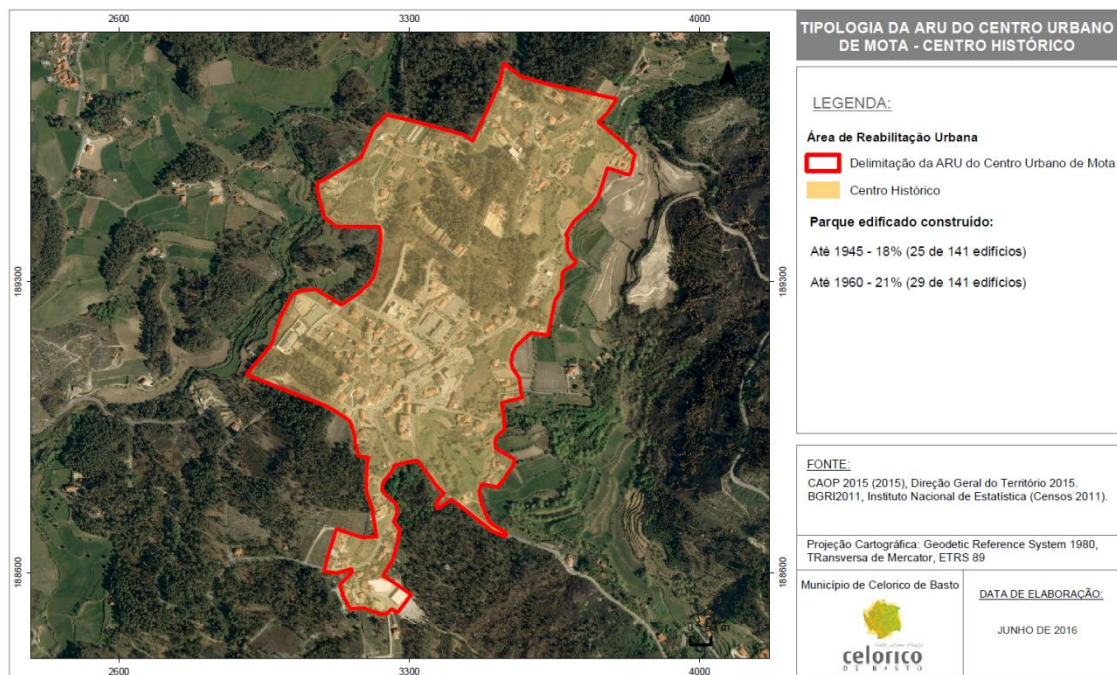 2600 3300 4000
189300 189300
188600 188600
2600 3300 4000
TIPOLOGIA DA ARU DO CENTRO URBANO
DE MOTA - CENTRO HISTÓRICO
LEGENDA:
Área de Reabilitação Urbana
Delimitação da ARU do Centro Urbano de Mota
Centro Histórico
Parque edificado construído:
Até 1945 - 18% (25 de 141 edifícios)
Até 1960 - 21% (29 de 141 edifícios)
FONTE:
CAOP 2015 (2015), Direção Geral do Território 2015.
BGRI2011, Instituto Nacional de Estatística (Censos 2011).
Projeção Cartográfica: Geodetic Reference System 1980,
TRansversa de Mercator, ETRS 89
Município de Celorico de Basto
celorico
DE BASTO
DATA DE ELABORAÇÃO:
JUNHO DE 2016